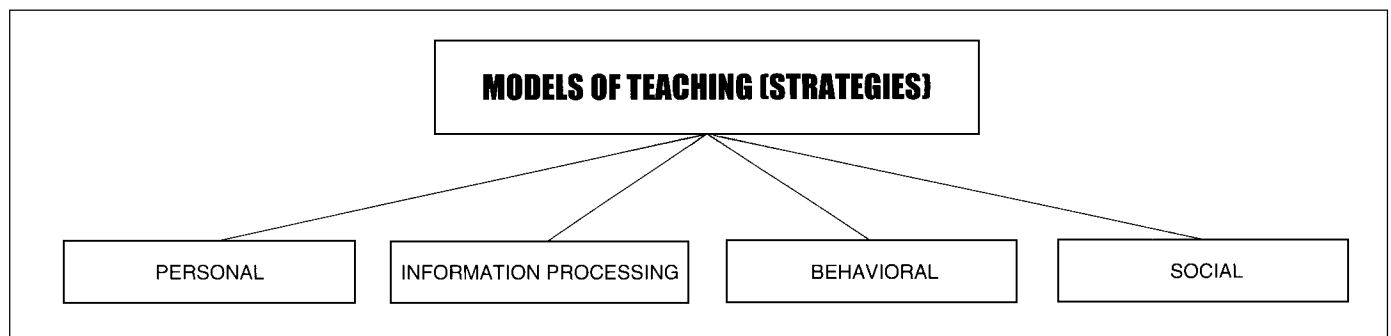 MODELS OF TEACHING (STRATEGIES)
PERSONAL
INFORMATION PROCESSING
BEHAVIORAL
SOCIAL